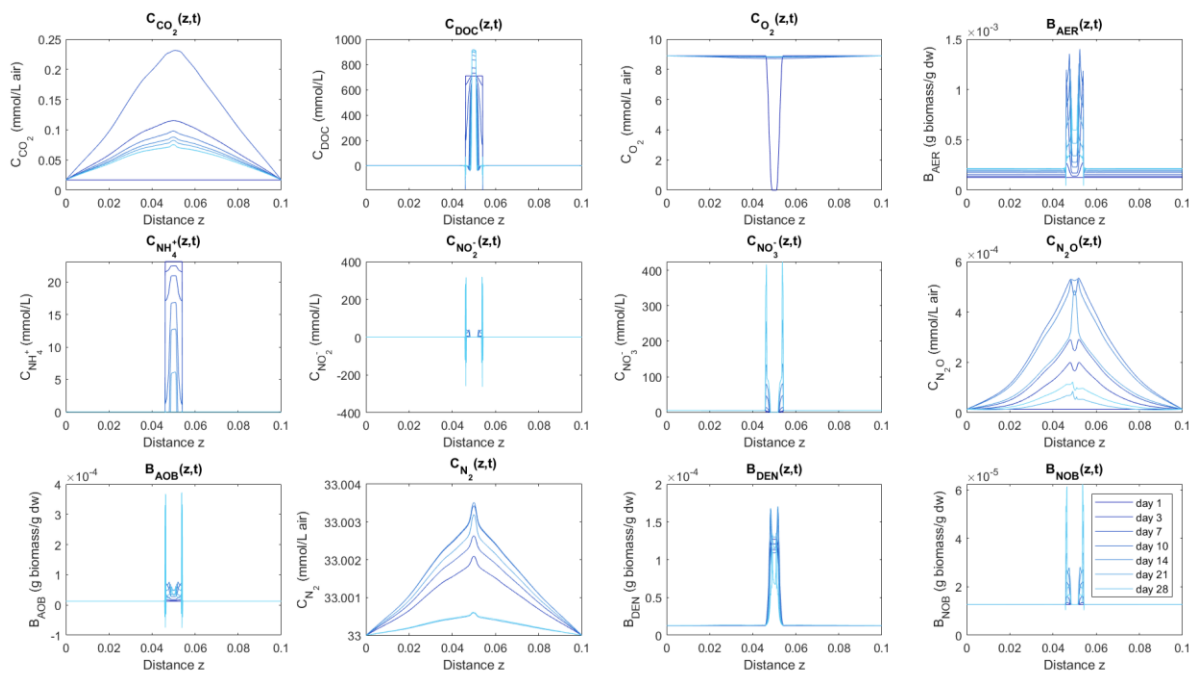 C_CO2(z,t)
C_DOC(z,t)
C_O2(z,t)
B_AER(z,t)
C_CO2 (mmol/L air)
0.25
0.2
0.15
0.1
0.05
0
0 0.02 0.04 0.06 0.08 0.1
Distance z
C_DOC (mmol/L)
1000
800
600
400
200
0
0 0.02 0.04 0.06 0.08 0.1
Distance z
C_O2 (mmol/L air)
10
8
6
4
2
0
0 0.02 0.04 0.06 0.08 0.1
Distance z
B_AER (g biomass/g dw)
×10^-3
1.5
1
0.5
0
0 0.02 0.04 0.06 0.08 0.1
Distance z
C_NH4+(z,t)
C_NO2-(z,t)
C_NO3-(z,t)
C_N2O(z,t)
C_NH4+ (mmol/L)
20
15
10
5
0
0 0.02 0.04 0.06 0.08 0.1
Distance z
C_NO2- (mmol/L)
400
200
0
-200
-400
0 0.02 0.04 0.06 0.08 0.1
Distance z
C_NO3- (mmol/L)
400
300
200
100
0
0 0.02 0.04 0.06 0.08 0.1
Distance z
C_N2O (mmol/L air)
×10^-4
6
4
2
0
0 0.02 0.04 0.06 0.08 0.1
Distance z
B_AOB(z,t)
C_N2(z,t)
B_DEN(z,t)
B_NOB(z,t)
B_AOB (g biomass/g dw)
×10^-4
4
3
2
1
0
-1
0 0.02 0.04 0.06 0.08 0.1
Distance z
C_N2 (mmol/L air)
33.004
33.003
33.002
33.001
33
0 0.02 0.04 0.06 0.08 0.1
Distance z
B_DEN (g biomass/g dw)
×10^-4
2
1.5
1
0.5
0
0 0.02 0.04 0.06 0.08 0.1
Distance z
B_NOB (g biomass/g dw)
×10^-5
6
4
2
0
0 0.02 0.04 0.06 0.08 0.1
Distance z
day 1
day 3
day 7
day 10
day 14
day 21
day 28